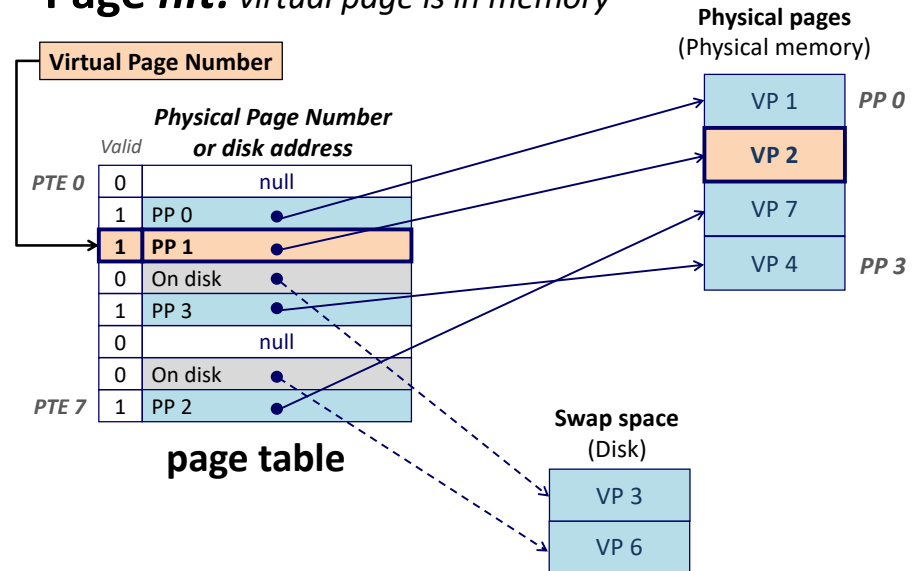 Page hit: virtual page is in memory
Physical pages
(Physical memory)
Virtual Page Number
Physical Page Number
or disk address
Valid
PTE 0 0 null
1 PP 0
1 PP 1
0 On disk
1 PP 3
0 null
0 On disk
PTE 7 1 PP 2
page table
VP 1 PP 0
VP 2
VP 7
VP 4 PP 3
Swap space
(Disk)
VP 3
VP 6